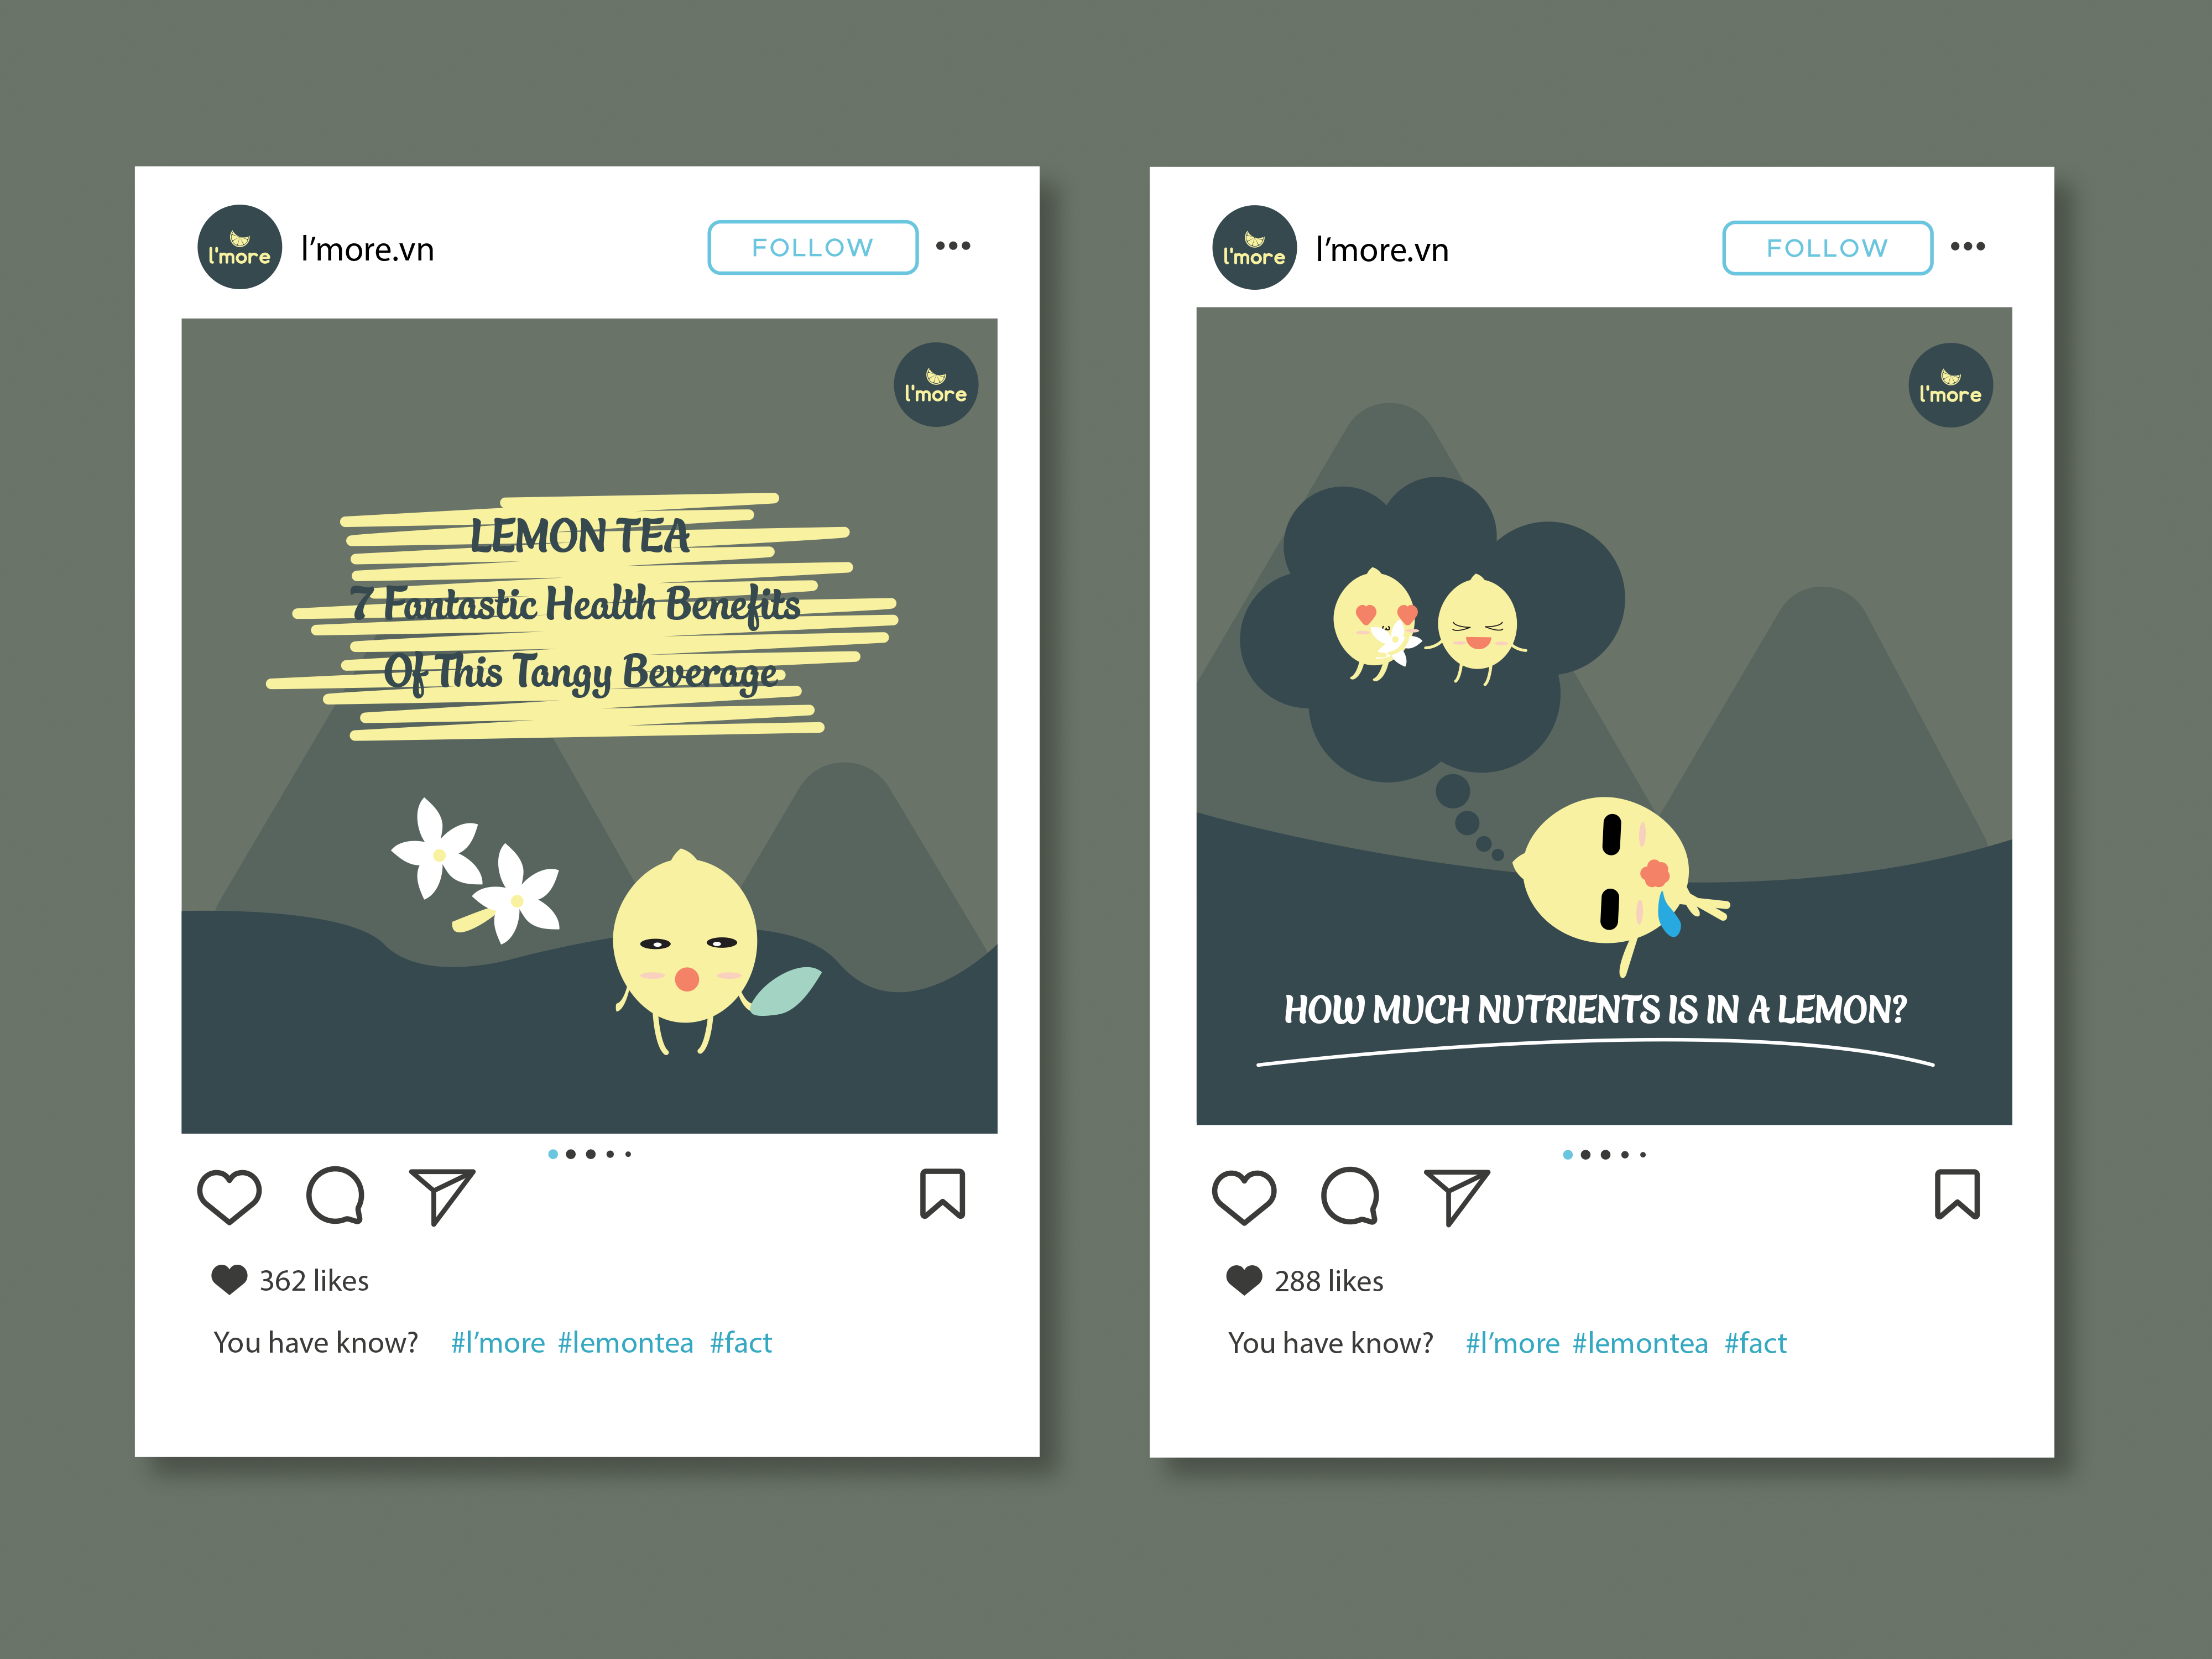 l'more
l'more.vn
FOLLOW
l'more
LEMON TEA
7 Fantastic Health Benefits
Of This Tangy Beverage
362 likes
You have know? #l'more #lemontea #fact
l'more
l'more.vn
FOLLOW
l'more
HOW MUCH NUTRIENTS IS IN A LEMON?
288 likes
You have know? #l'more #lemontea #fact